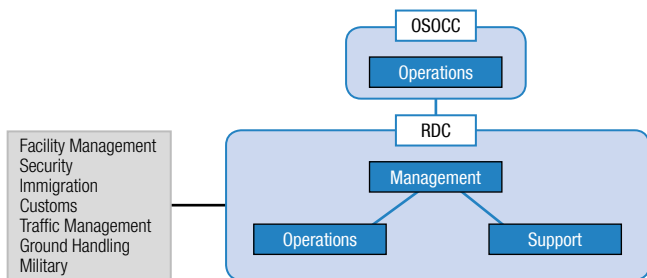 OSOCC
Operations
RDC
Management
Operations
Support
Facility Management
Security
Immigration
Customs
Traffic Management
Ground Handling
Military